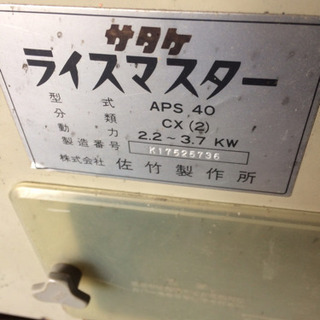 サタケ
ライスマスター
型式 APS 40
分類 CX(2)
動力 2.2～3.7 KW
製造番号 K17525736
株式会社 佐竹製作所